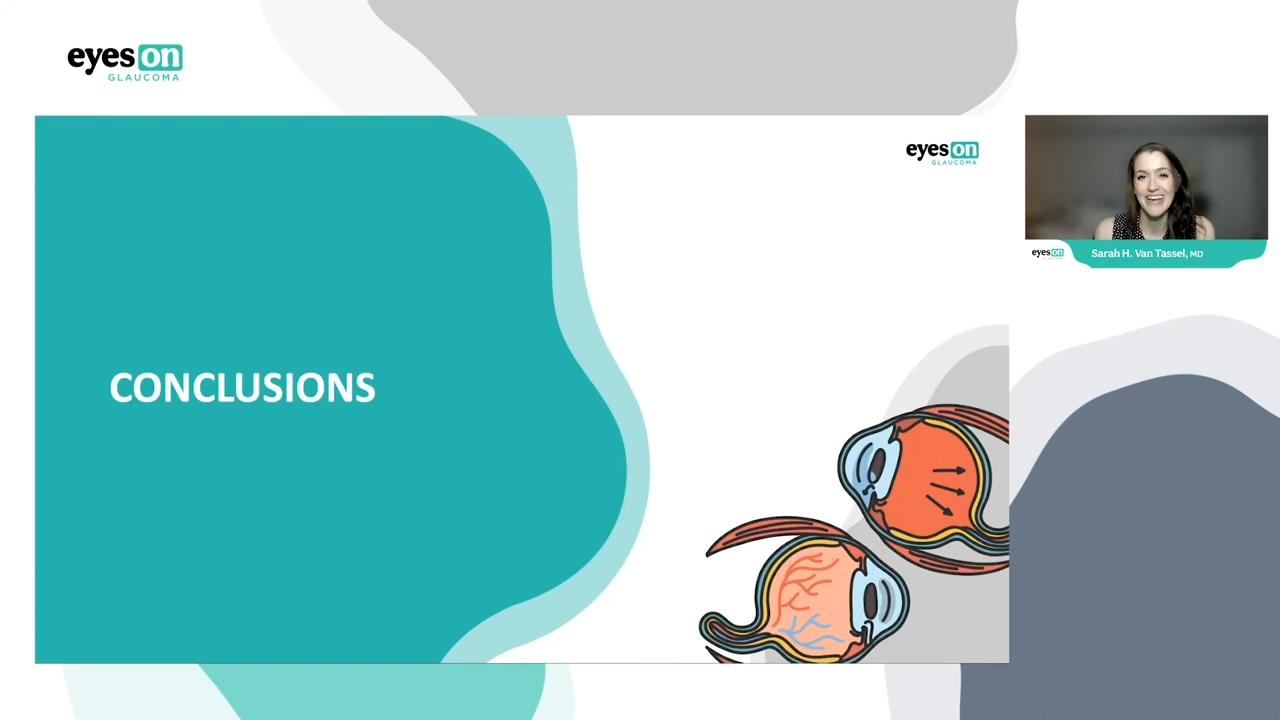 eyes on
GLAUCOMA
eyes on
GLAUCOMA
CONCLUSIONS
eyes on
Sarah H. Van Tassel, MD